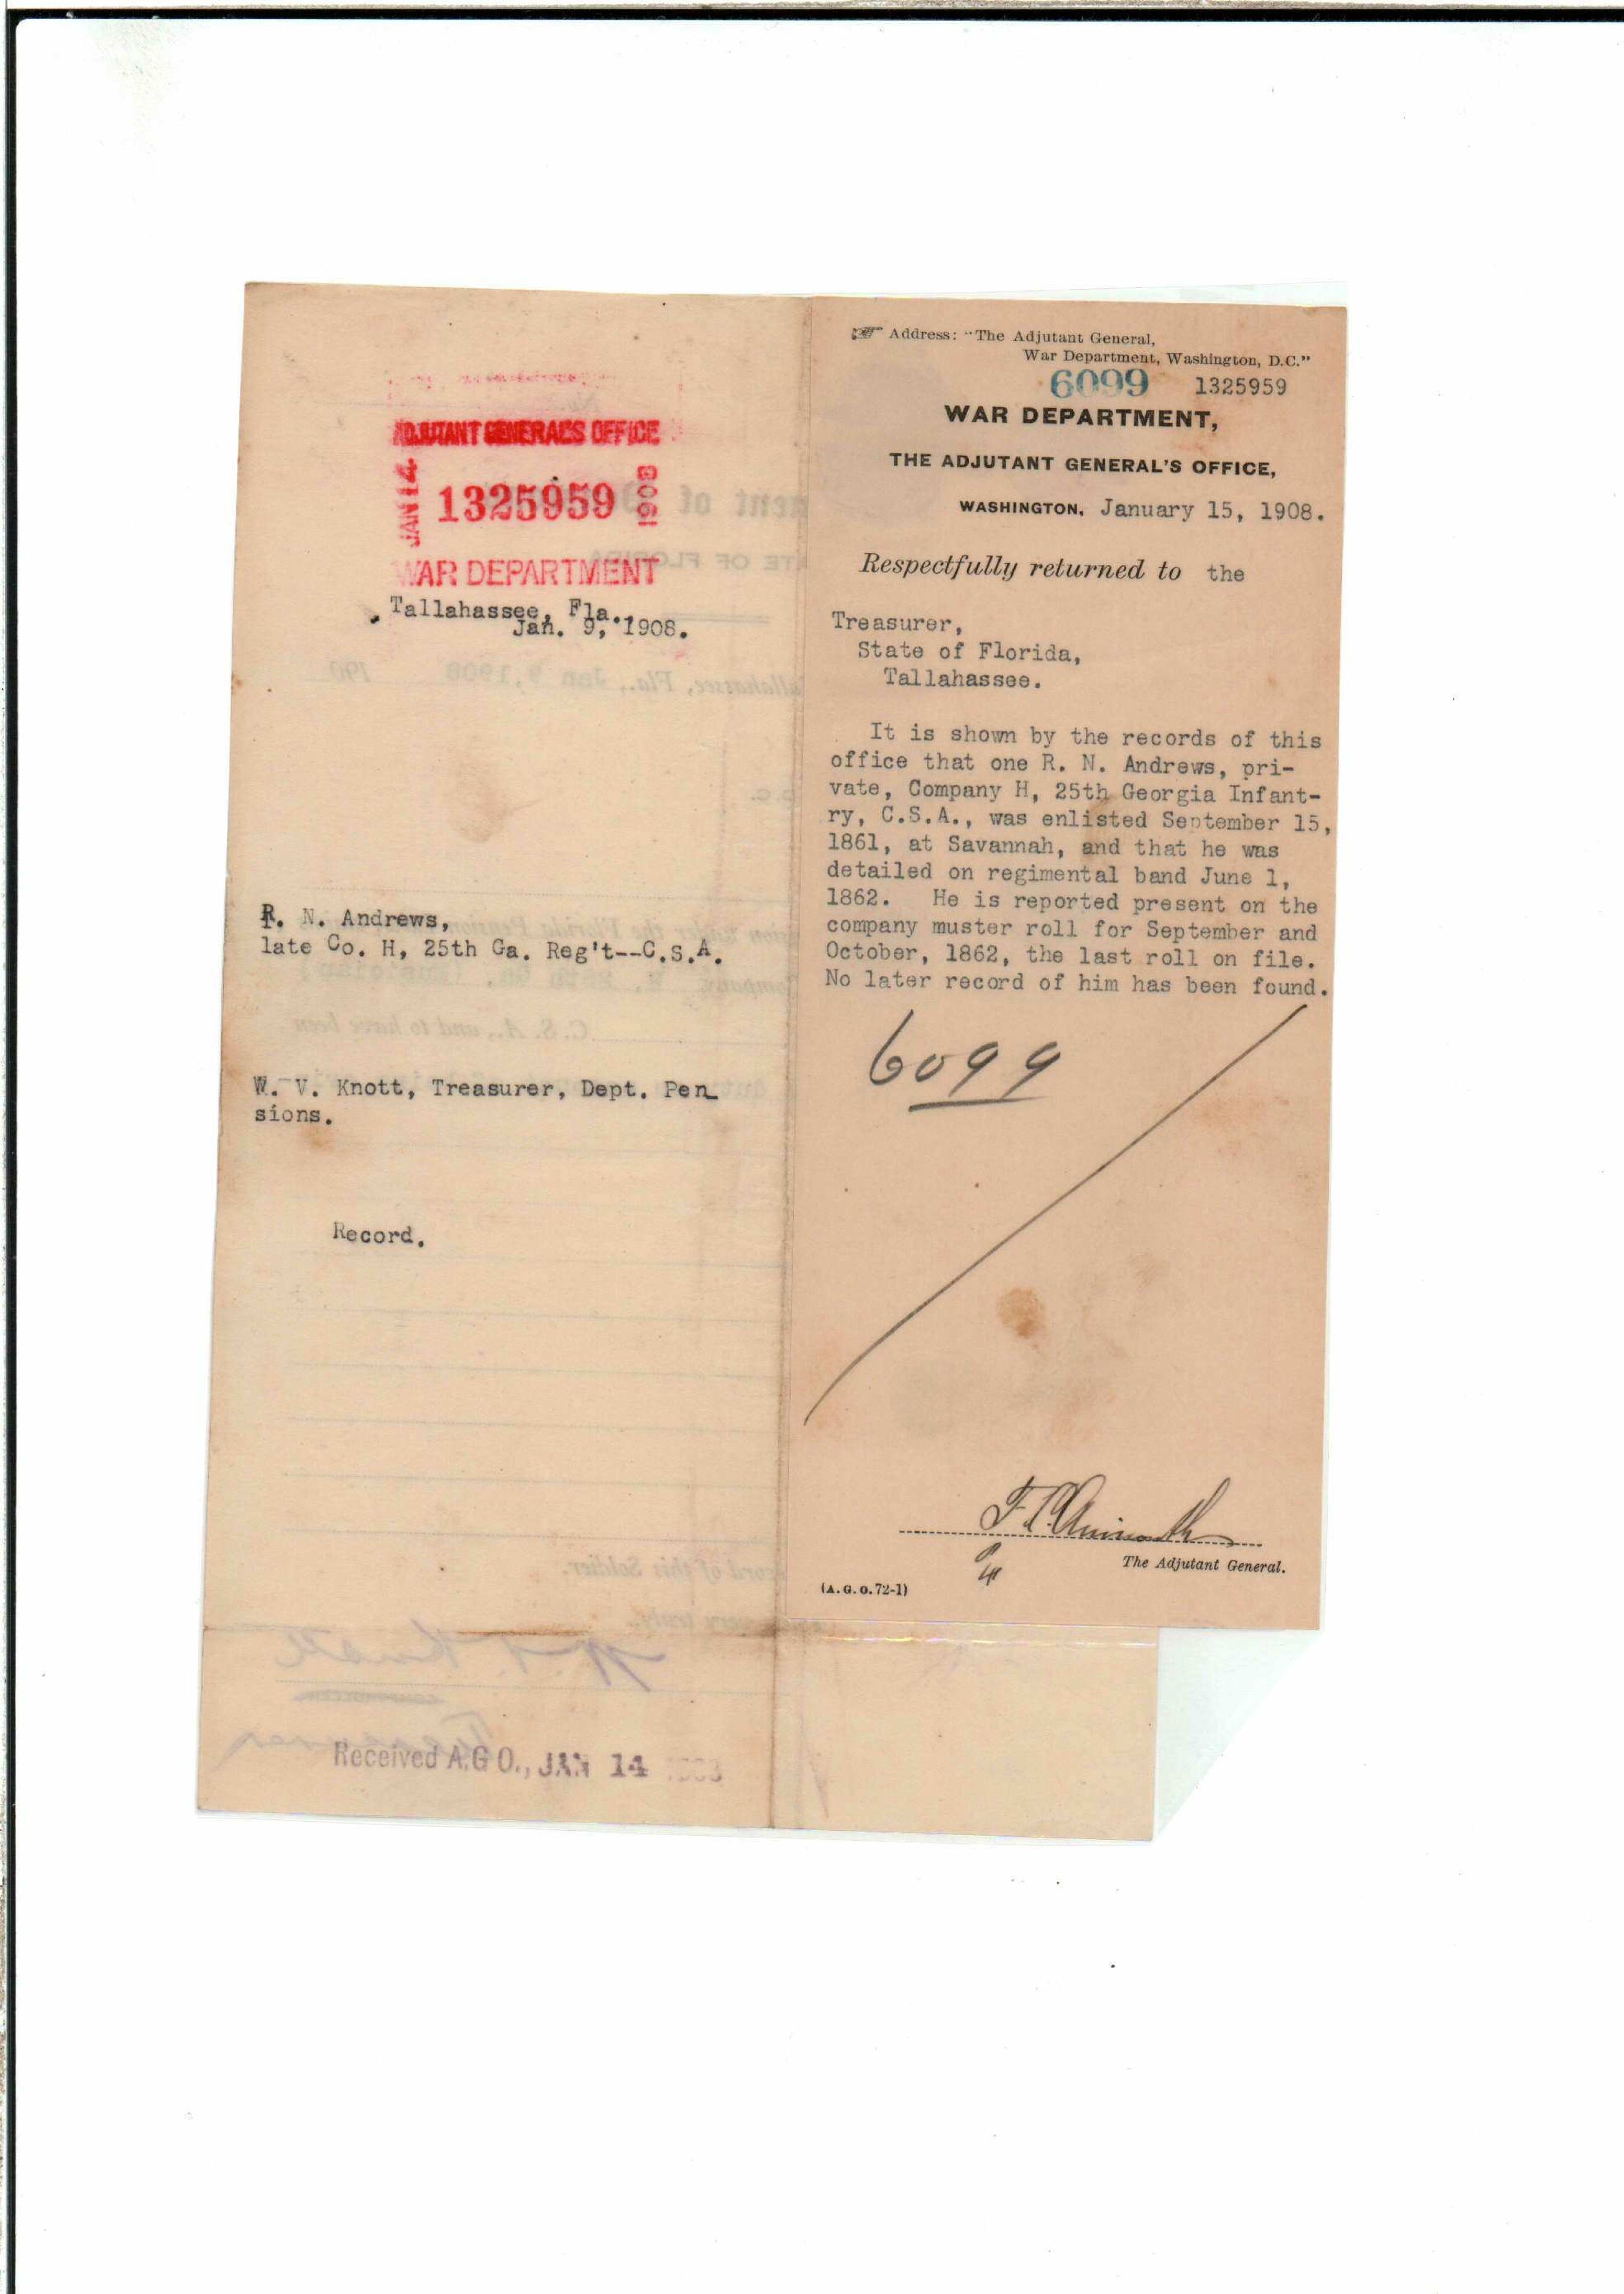 ADJUTANT GENERAL'S OFFICE
JAN 14 1325959 1908
WAR DEPARTMENT
Tallahassee, Fla.,
Jan. 9, 1908.
R. N. Andrews,
late Co. H, 25th Ga. Reg't--C.S.A.
W. V. Knott, Treasurer, Dept. Pen_
sions.
Record.
Received A.G.O., JAN 14
Address: "The Adjutant General,
War Department, Washington, D.C."
6099 1325959
WAR DEPARTMENT,
THE ADJUTANT GENERAL'S OFFICE,
WASHINGTON, January 15, 1908.
Respectfully returned to the
Treasurer,
State of Florida,
Tallahassee.
It is shown by the records of this
office that one R. N. Andrews, pri-
vate, Company H, 25th Georgia Infant-
ry, C.S.A., was enlisted September 15,
1861, at Savannah, and that he was
detailed on regimental band June 1,
1862. He is reported present on the
company muster roll for September and
October, 1862, the last roll on file.
No later record of him has been found.
6099
F C Ainsworth
The Adjutant General.
(A.G.O.72-1)